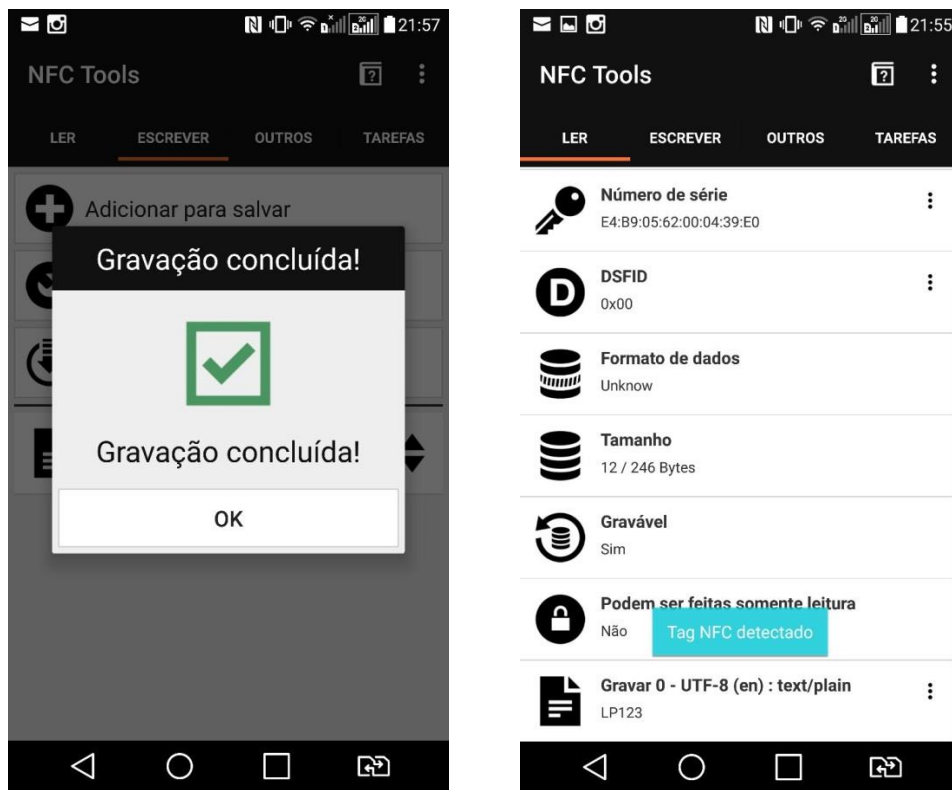 21:57
NFC Tools
LER ESCREVER OUTROS TAREFAS
Adicionar para salvar
Gravação concluída!
Gravação concluída!
OK
21:55
NFC Tools
LER ESCREVER OUTROS TAREFAS
Número de série
E4:B9:05:62:00:04:39:E0
DSFID
0x00
D
Formato de dados
Unknow
Tamanho
12 / 246 Bytes
Gravável
Sim
Podem ser feitas somente leitura
Não
Tag NFC detectado
Gravar 0 - UTF-8 (en) : text/plain
LP123